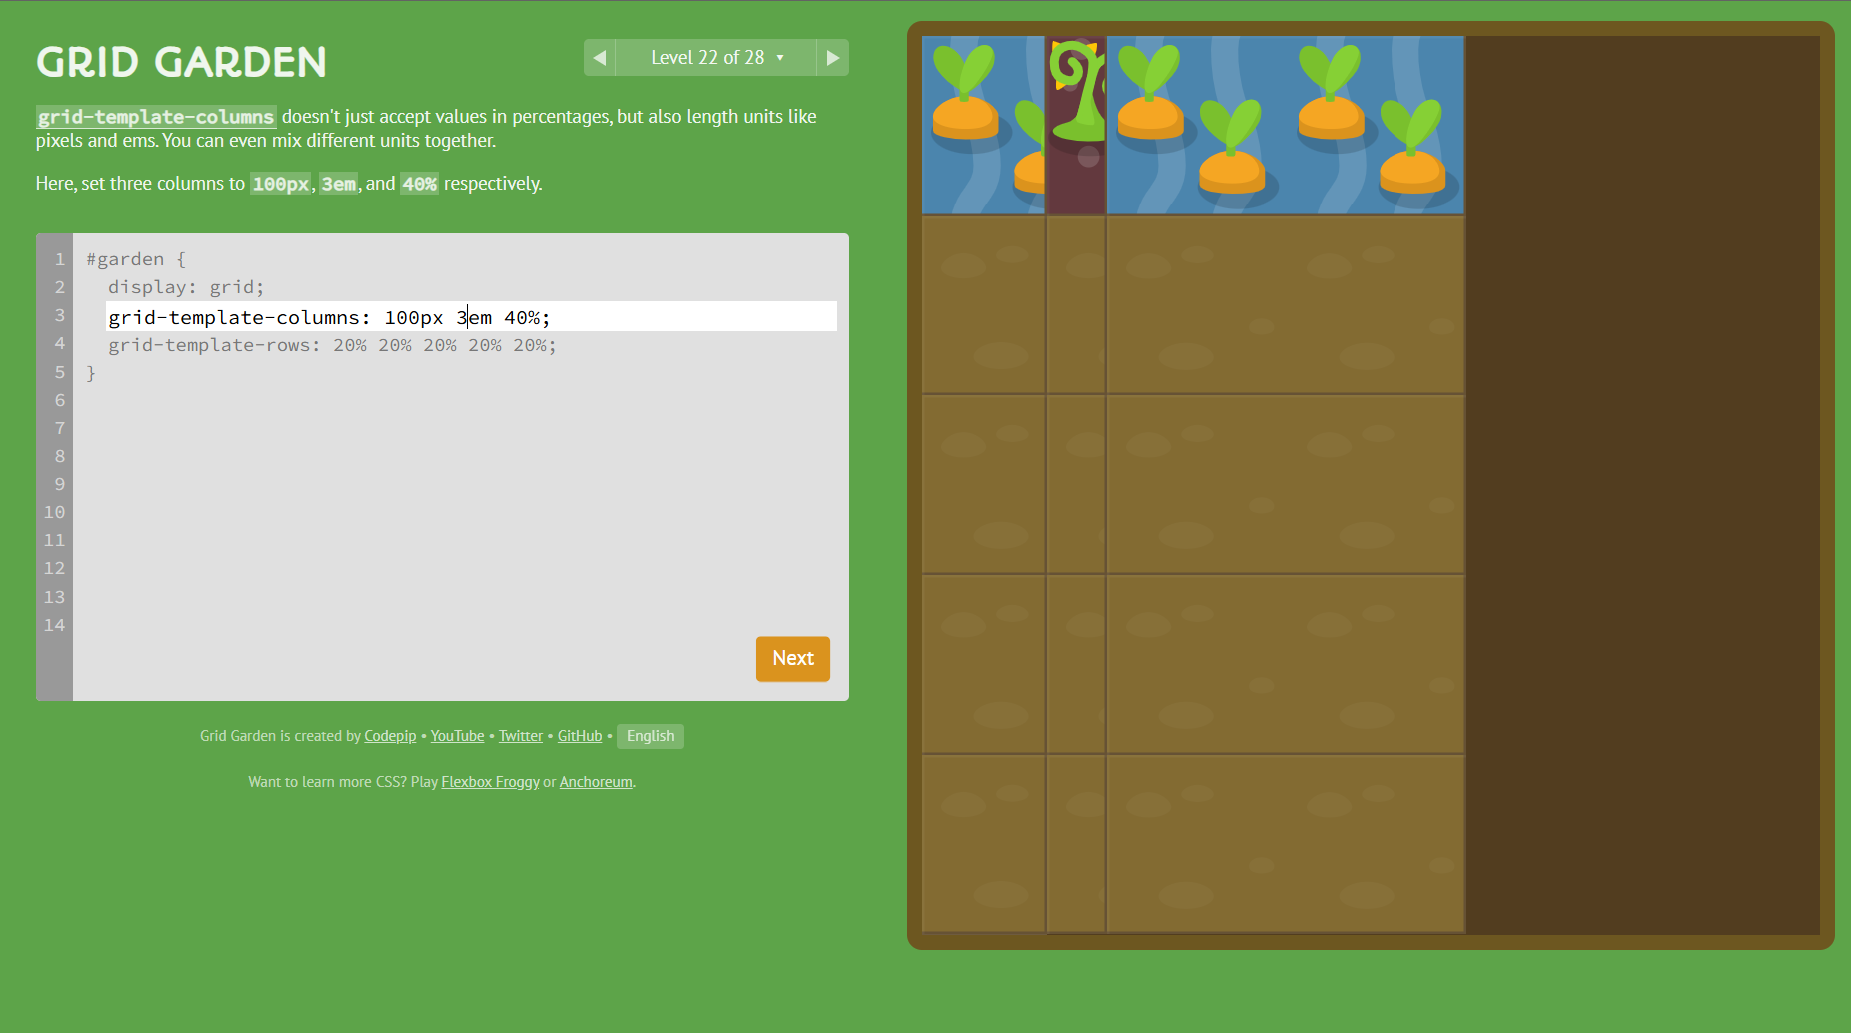 GRID GARDEN
Level 22 of 28
grid-template-columns doesn't just accept values in percentages, but also length units like
pixels and ems. You can even mix different units together.
Here, set three columns to 100px, 3em, and 40% respectively.
1 #garden {
2 display: grid;
3 grid-template-columns: 100px 3em 40%;
4 grid-template-rows: 20% 20% 20% 20% 20%;
5 }
6
7
8
9
10
11
12
13
14
Next
Grid Garden is created by Codepip • YouTube • Twitter • GitHub • English
Want to learn more CSS? Play Flexbox Froggy or Anchoreum.